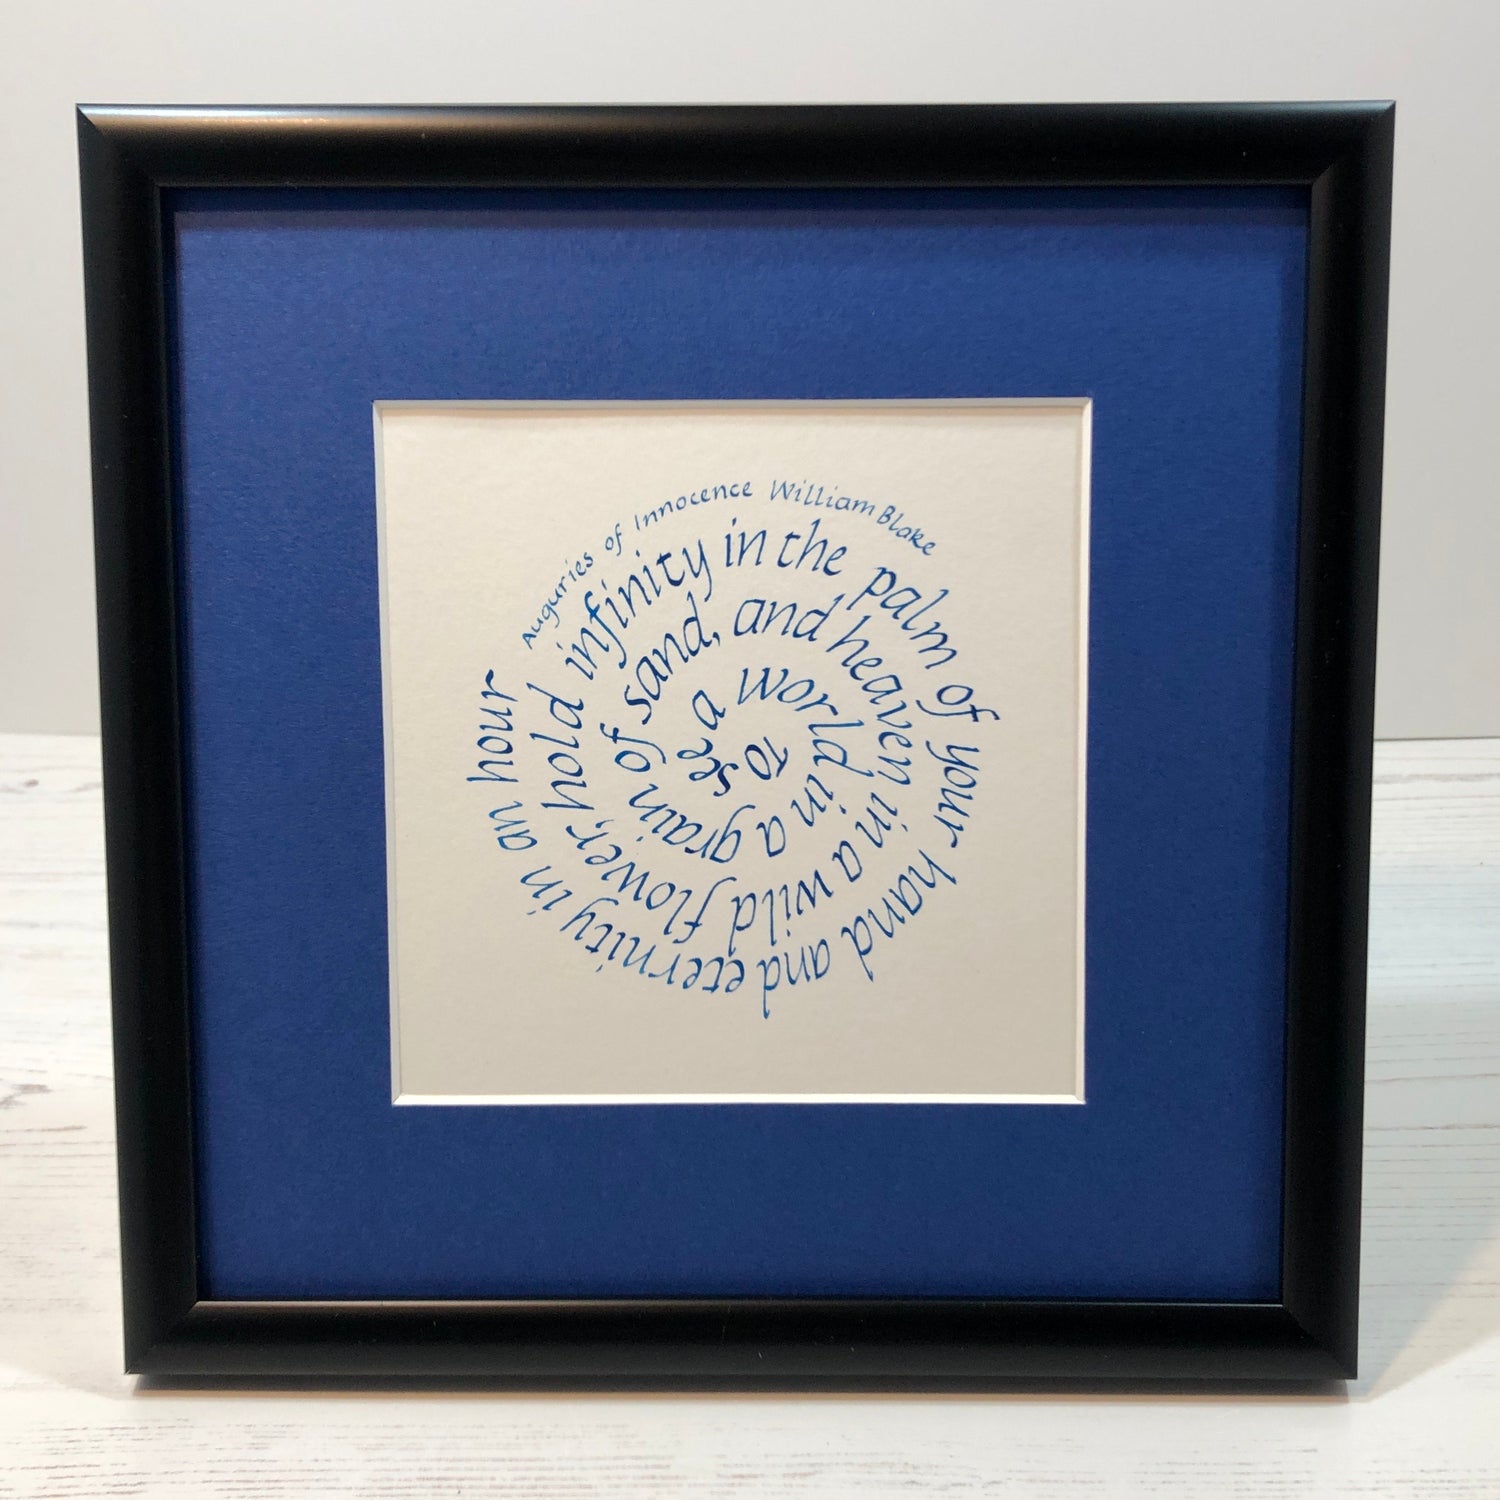 To see a world in a grain of sand, and heaven in a wild flower, hold infinity in the palm of your hand and eternity in an hour
Auguries of Innocence William Blake